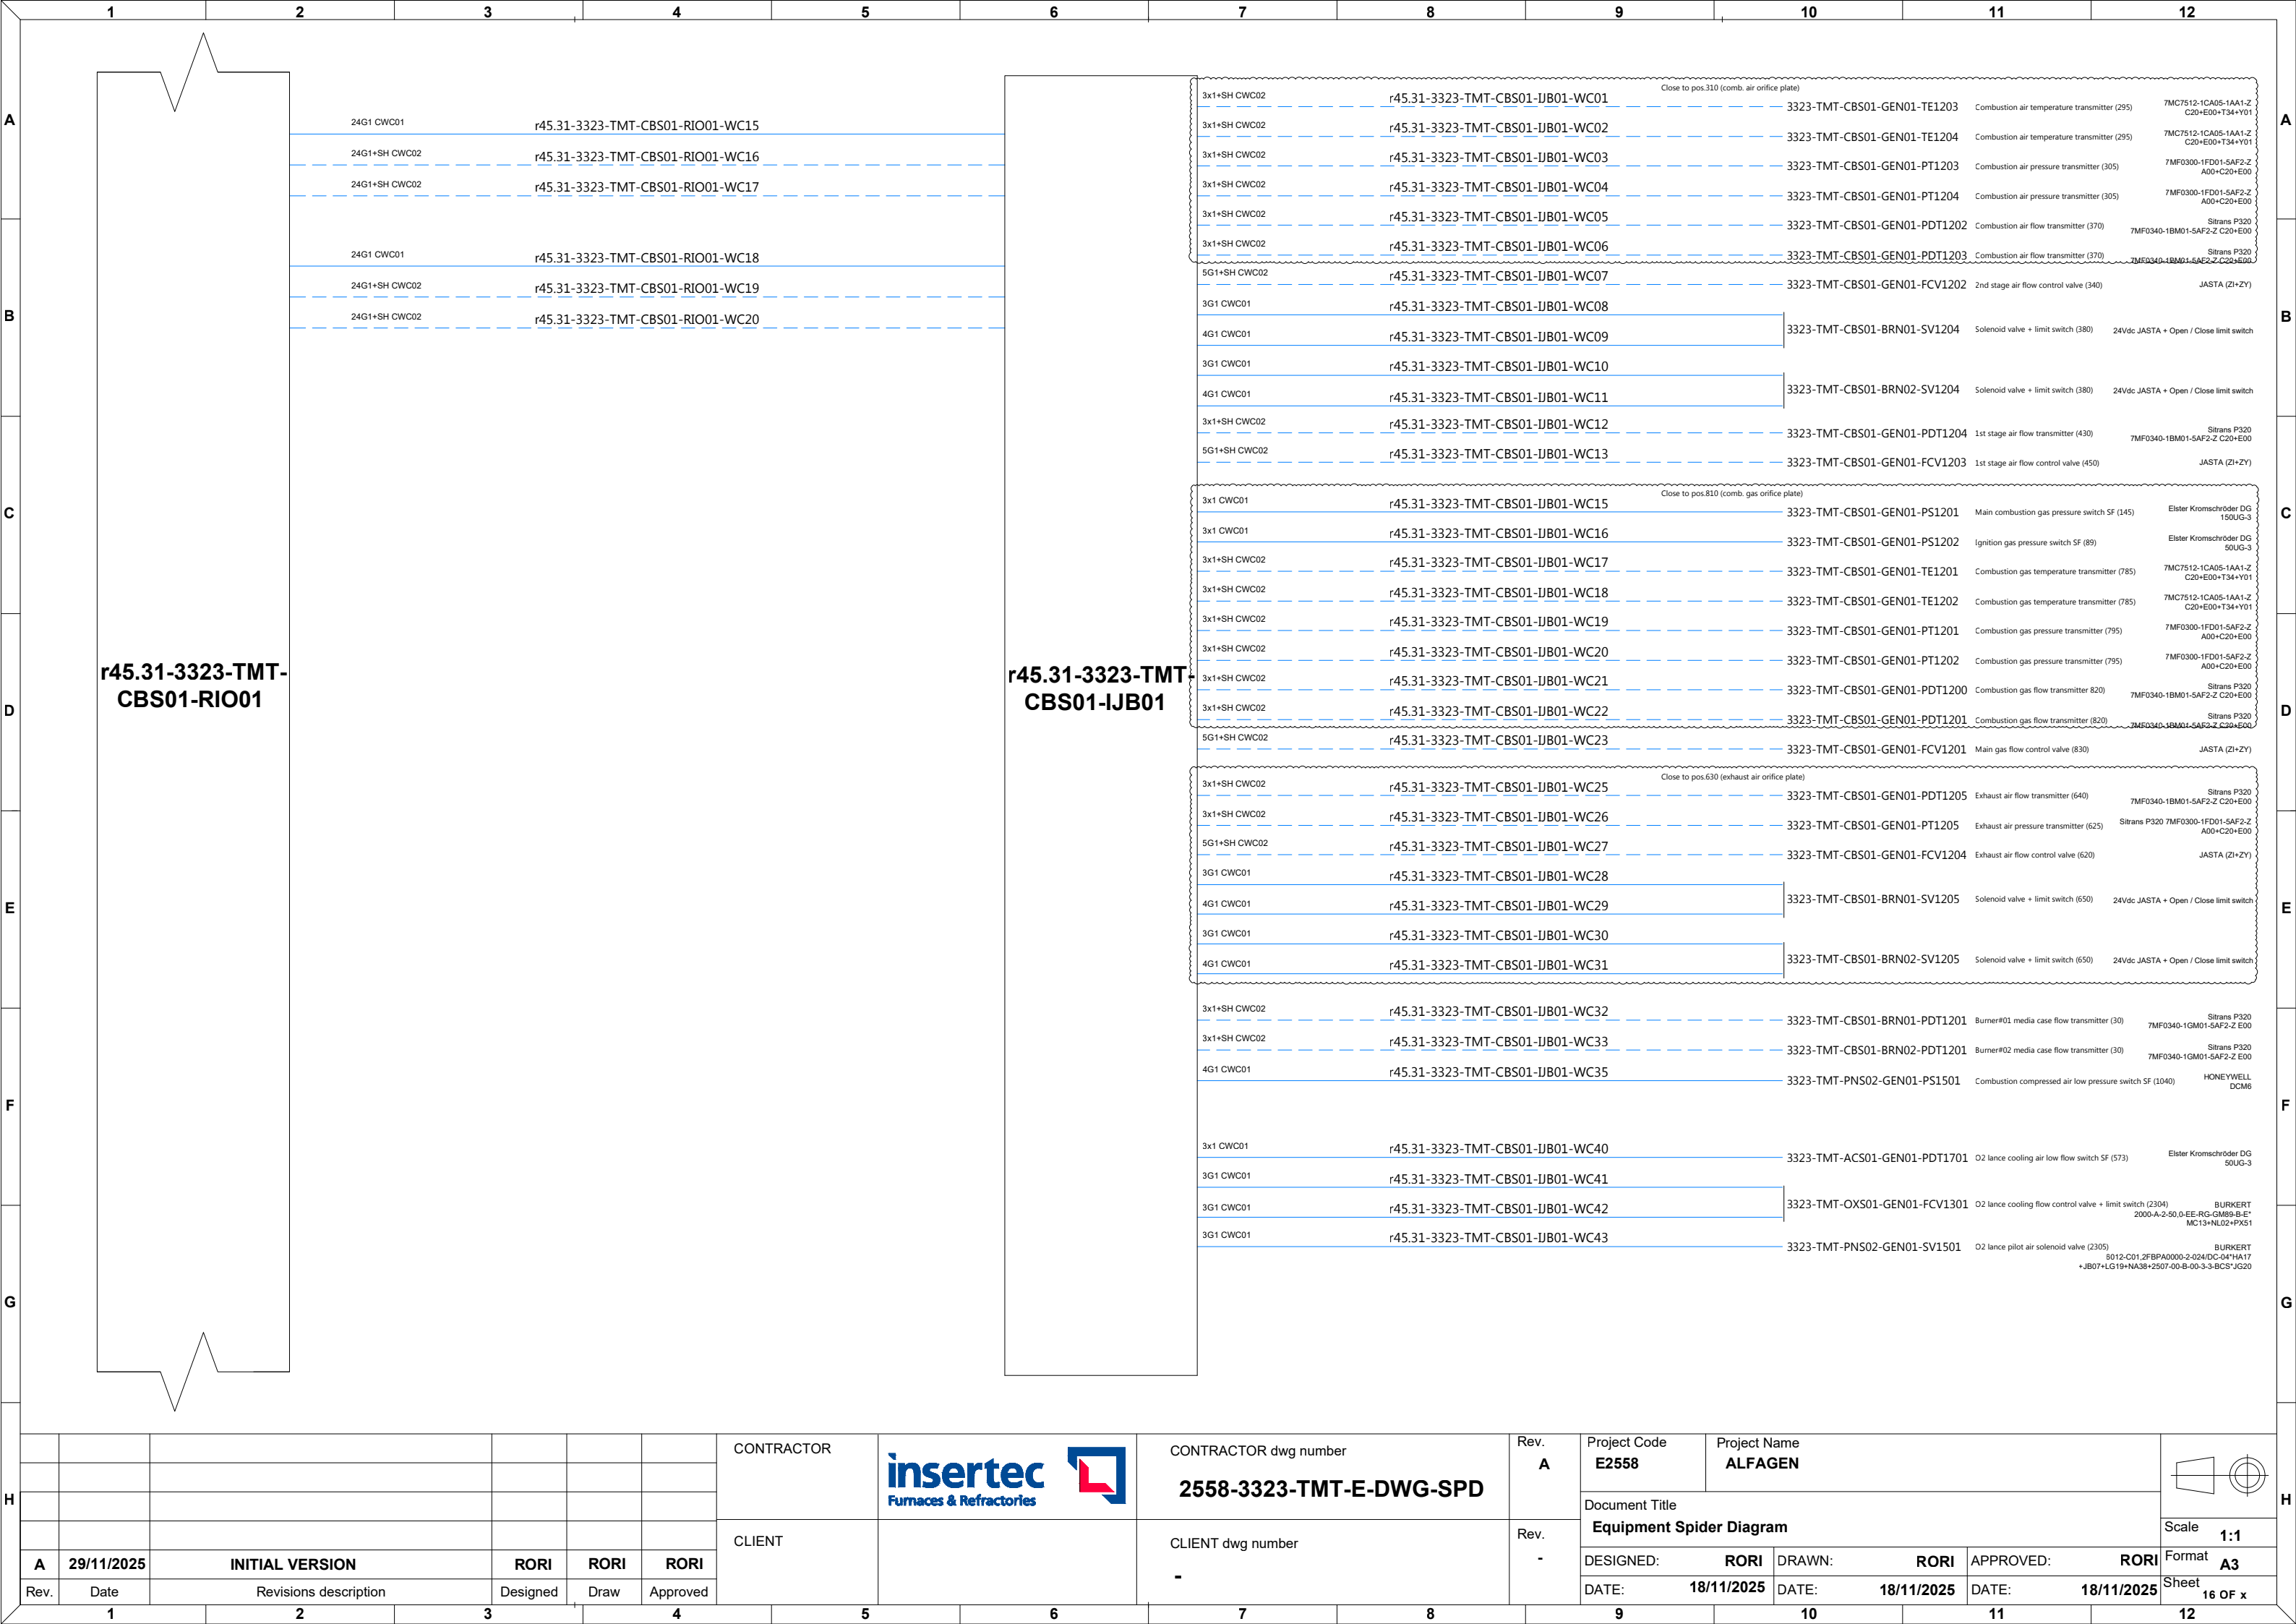 1 2 3 4 5 6 7 8 9 10 11 12
A
B
C
D
E
F
G
H
r45.31-3323-TMT-
CBS01-RIO01
24G1 CWC01 r45.31-3323-TMT-CBS01-RIO01-WC15
24G1+SH CWC02 r45.31-3323-TMT-CBS01-RIO01-WC16
24G1+SH CWC02 r45.31-3323-TMT-CBS01-RIO01-WC17
24G1 CWC01 r45.31-3323-TMT-CBS01-RIO01-WC18
24G1+SH CWC02 r45.31-3323-TMT-CBS01-RIO01-WC19
24G1+SH CWC02 r45.31-3323-TMT-CBS01-RIO01-WC20
r45.31-3323-TMT-
CBS01-IJB01
Close to pos.310 (comb. air orifice plate)
3x1+SH CWC02 r45.31-3323-TMT-CBS01-IJB01-WC01 3323-TMT-CBS01-GEN01-TE1203 Combustion air temperature transmitter (295) 7MC7512-1CA05-1AA1-Z
C20+E00+T34+Y01
3x1+SH CWC02 r45.31-3323-TMT-CBS01-IJB01-WC02 3323-TMT-CBS01-GEN01-TE1204 Combustion air temperature transmitter (295) 7MC7512-1CA05-1AA1-Z
C20+E00+T34+Y01
3x1+SH CWC02 r45.31-3323-TMT-CBS01-IJB01-WC03 3323-TMT-CBS01-GEN01-PT1203 Combustion air pressure transmitter (305) 7MF0300-1FD01-5AF2-Z
A00+C20+E00
3x1+SH CWC02 r45.31-3323-TMT-CBS01-IJB01-WC04 3323-TMT-CBS01-GEN01-PT1204 Combustion air pressure transmitter (305) 7MF0300-1FD01-5AF2-Z
A00+C20+E00
3x1+SH CWC02 r45.31-3323-TMT-CBS01-IJB01-WC05 3323-TMT-CBS01-GEN01-PDT1202 Combustion air flow transmitter (370) Sitrans P320
7MF0340-1BM01-5AF2-Z C20+E00
3x1+SH CWC02 r45.31-3323-TMT-CBS01-IJB01-WC06 3323-TMT-CBS01-GEN01-PDT1203 Combustion air flow transmitter (370) Sitrans P320
7MF0340-1BM01-5AF2-Z C20+E00
5G1+SH CWC02 r45.31-3323-TMT-CBS01-IJB01-WC07 3323-TMT-CBS01-GEN01-FCV1202 2nd stage air flow control valve (340) JASTA (ZI+ZY)
3G1 CWC01 r45.31-3323-TMT-CBS01-IJB01-WC08
3323-TMT-CBS01-BRN01-SV1204 Solenoid valve + limit switch (380) 24Vdc JASTA + Open / Close limit switch
4G1 CWC01 r45.31-3323-TMT-CBS01-IJB01-WC09
3G1 CWC01 r45.31-3323-TMT-CBS01-IJB01-WC10
3323-TMT-CBS01-BRN02-SV1204 Solenoid valve + limit switch (380) 24Vdc JASTA + Open / Close limit switch
4G1 CWC01 r45.31-3323-TMT-CBS01-IJB01-WC11
3x1+SH CWC02 r45.31-3323-TMT-CBS01-IJB01-WC12 3323-TMT-CBS01-GEN01-PDT1204 1st stage air flow transmitter (430) Sitrans P320
7MF0340-1BM01-5AF2-Z C20+E00
5G1+SH CWC02 r45.31-3323-TMT-CBS01-IJB01-WC13 3323-TMT-CBS01-GEN01-FCV1203 1st stage air flow control valve (450) JASTA (ZI+ZY)
Close to pos.810 (comb. gas orifice plate)
3x1 CWC01 r45.31-3323-TMT-CBS01-IJB01-WC15 3323-TMT-CBS01-GEN01-PS1201 Main combustion gas pressure switch SF (145) Elster Kromschröder DG
150UG-3
3x1 CWC01 r45.31-3323-TMT-CBS01-IJB01-WC16 3323-TMT-CBS01-GEN01-PS1202 Ignition gas pressure switch SF (89) Elster Kromschröder DG
50UG-3
3x1+SH CWC02 r45.31-3323-TMT-CBS01-IJB01-WC17 3323-TMT-CBS01-GEN01-TE1201 Combustion gas temperature transmitter (785) 7MC7512-1CA05-1AA1-Z
C20+E00+T34+Y01
3x1+SH CWC02 r45.31-3323-TMT-CBS01-IJB01-WC18 3323-TMT-CBS01-GEN01-TE1202 Combustion gas temperature transmitter (785) 7MC7512-1CA05-1AA1-Z
C20+E00+T34+Y01
3x1+SH CWC02 r45.31-3323-TMT-CBS01-IJB01-WC19 3323-TMT-CBS01-GEN01-PT1201 Combustion gas pressure transmitter (795) 7MF0300-1FD01-5AF2-Z
A00+C20+E00
3x1+SH CWC02 r45.31-3323-TMT-CBS01-IJB01-WC20 3323-TMT-CBS01-GEN01-PT1202 Combustion gas pressure transmitter (795) 7MF0300-1FD01-5AF2-Z
A00+C20+E00
3x1+SH CWC02 r45.31-3323-TMT-CBS01-IJB01-WC21 3323-TMT-CBS01-GEN01-PDT1200 Combustion gas flow transmitter 820) Sitrans P320
7MF0340-1BM01-5AF2-Z C20+E00
3x1+SH CWC02 r45.31-3323-TMT-CBS01-IJB01-WC22 3323-TMT-CBS01-GEN01-PDT1201 Combustion gas flow transmitter (820) Sitrans P320
7MF0340-1BM01-5AF2-Z C20+E00
5G1+SH CWC02 r45.31-3323-TMT-CBS01-IJB01-WC23 3323-TMT-CBS01-GEN01-FCV1201 Main gas flow control valve (830) JASTA (ZI+ZY)
Close to pos.630 (exhaust air orifice plate)
3x1+SH CWC02 r45.31-3323-TMT-CBS01-IJB01-WC25 3323-TMT-CBS01-GEN01-PDT1205 Exhaust air flow transmitter (640) Sitrans P320
7MF0340-1BM01-5AF2-Z C20+E00
3x1+SH CWC02 r45.31-3323-TMT-CBS01-IJB01-WC26 3323-TMT-CBS01-GEN01-PT1205 Exhaust air pressure transmitter (625) Sitrans P320 7MF0300-1FD01-5AF2-Z
A00+C20+E00
5G1+SH CWC02 r45.31-3323-TMT-CBS01-IJB01-WC27 3323-TMT-CBS01-GEN01-FCV1204 Exhaust air flow control valve (620) JASTA (ZI+ZY)
3G1 CWC01 r45.31-3323-TMT-CBS01-IJB01-WC28
3323-TMT-CBS01-BRN01-SV1205 Solenoid valve + limit switch (650) 24Vdc JASTA + Open / Close limit switch
4G1 CWC01 r45.31-3323-TMT-CBS01-IJB01-WC29
3G1 CWC01 r45.31-3323-TMT-CBS01-IJB01-WC30
3323-TMT-CBS01-BRN02-SV1205 Solenoid valve + limit switch (650) 24Vdc JASTA + Open / Close limit switch
4G1 CWC01 r45.31-3323-TMT-CBS01-IJB01-WC31
3x1+SH CWC02 r45.31-3323-TMT-CBS01-IJB01-WC32 3323-TMT-CBS01-BRN01-PDT1201 Burner#01 media case flow transmitter (30) Sitrans P320
7MF0340-1GM01-5AF2-Z E00
3x1+SH CWC02 r45.31-3323-TMT-CBS01-IJB01-WC33 3323-TMT-CBS01-BRN02-PDT1201 Burner#02 media case flow transmitter (30) Sitrans P320
7MF0340-1GM01-5AF2-Z E00
4G1 CWC01 r45.31-3323-TMT-CBS01-IJB01-WC35 3323-TMT-PNS02-GEN01-PS1501 Combustion compressed air low pressure switch SF (1040) HONEYWELL
DCM6
3x1 CWC01 r45.31-3323-TMT-CBS01-IJB01-WC40 3323-TMT-ACS01-GEN01-PDT1701 O2 lance cooling air low flow switch SF (573) Elster Kromschröder DG
50UG-3
3G1 CWC01 r45.31-3323-TMT-CBS01-IJB01-WC41
3323-TMT-OXS01-GEN01-FCV1301 O2 lance cooling flow control valve + limit switch (2304) BURKERT
2000-A-2-50,0-EE-RG-GM89-B-E*
MC13+NL02+PX51
3G1 CWC01 r45.31-3323-TMT-CBS01-IJB01-WC42
3G1 CWC01 r45.31-3323-TMT-CBS01-IJB01-WC43 3323-TMT-PNS02-GEN01-SV1501 O2 lance pilot air solenoid valve (2305) BURKERT
6012-C01,2FBPA0000-2-024/DC-04*HA17
+JB07+LG19+NA38+2507-00-B-00-3-3-BCS*JG20
A
B
C
D
E
F
G
H
A 29/11/2025 INITIAL VERSION RORI RORI RORI
Rev. Date Revisions description Designed Draw Approved
CONTRACTOR
insertec
Furnaces & Refractories
CLIENT
CONTRACTOR dwg number
2558-3323-TMT-E-DWG-SPD
CLIENT dwg number
-
Rev.
A
Rev.
-
Project Code
E2558
Project Name
ALFAGEN
Document Title
Equipment Spider Diagram
DESIGNED: RORI DRAWN: RORI APPROVED: RORI
DATE: 18/11/2025 DATE: 18/11/2025 DATE: 18/11/2025
Scale
1:1
Format
A3
Sheet
16 OF x
1 2 3 4 5 6 7 8 9 10 11 12